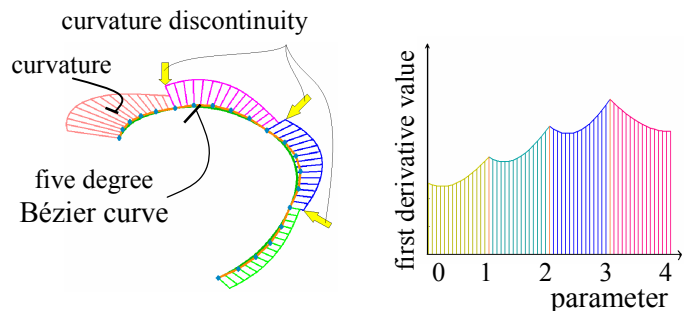 curvature discontinuity
curvature
five degree
Bézier curve
first derivative value
0 1 2 3 4
parameter